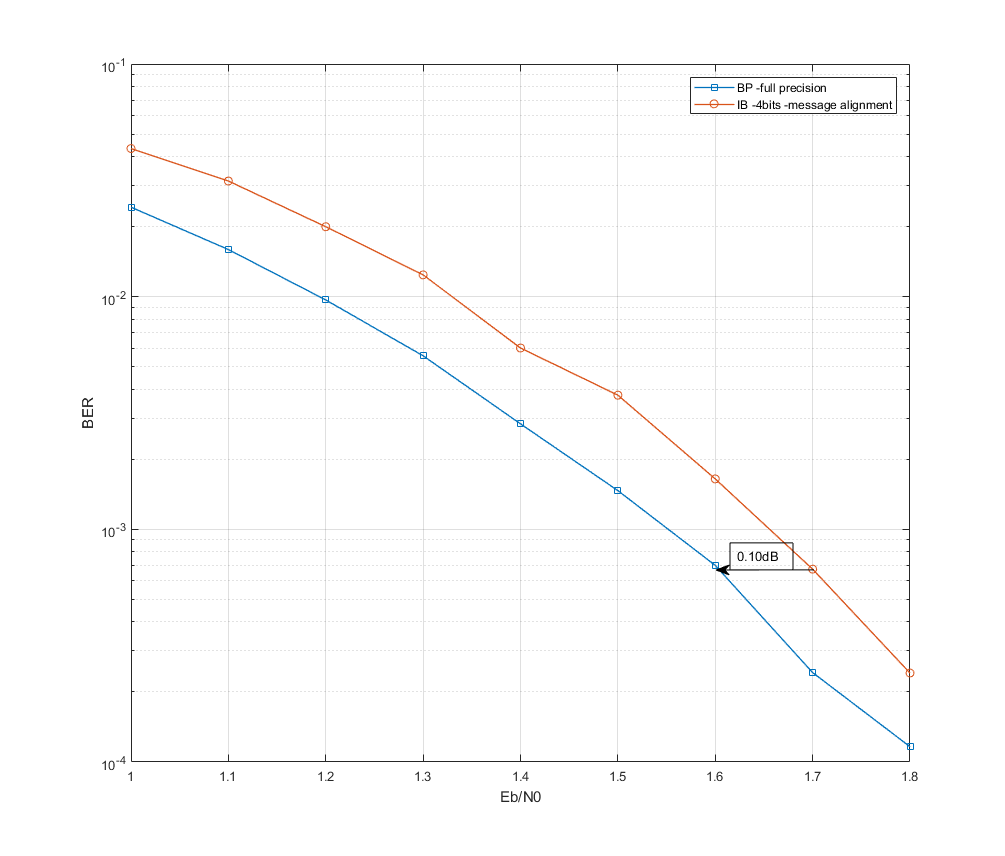 10-1
BP -full precision
IB -4bits -message alignment
10-2
BER
10-3
0.10dB
10-4
1 1.1 1.2 1.3 1.4 1.5 1.6 1.7 1.8
Eb/N0